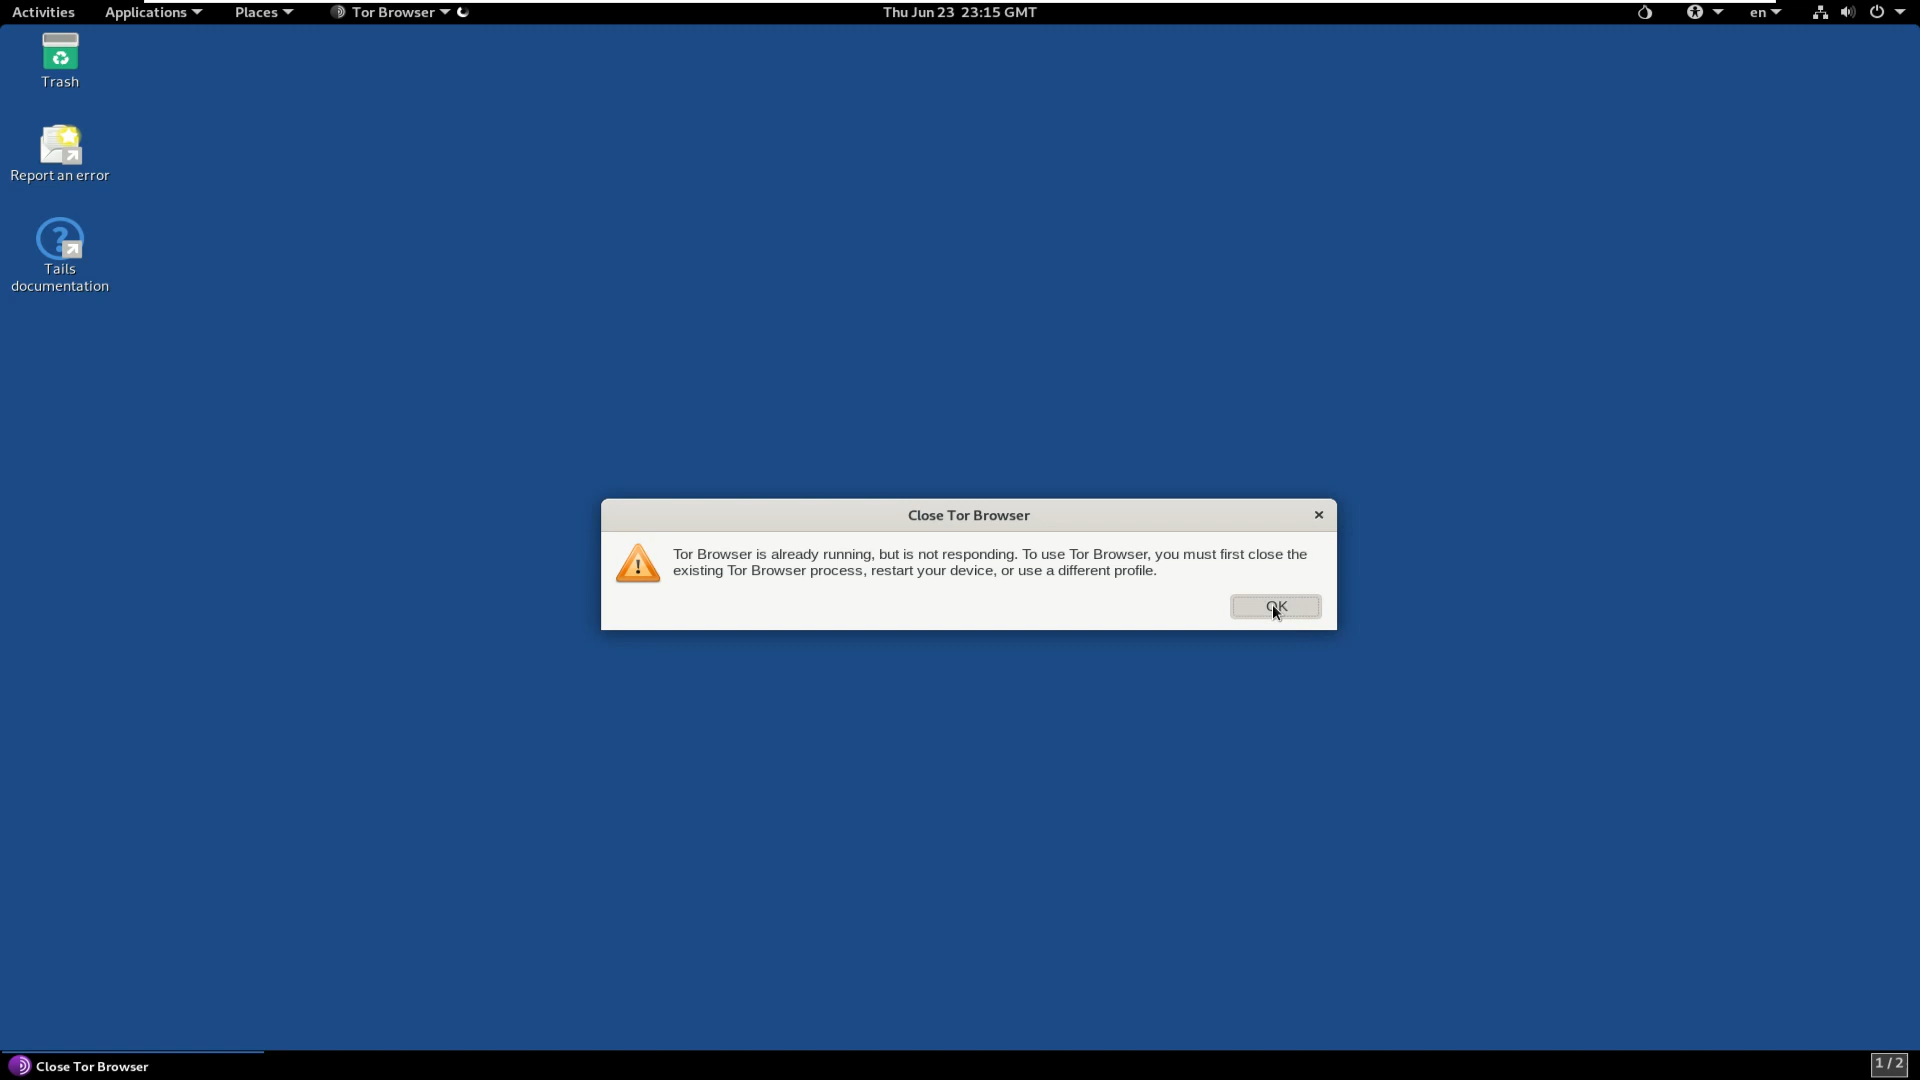 Activities Applications Places Tor Browser Thu Jun 23 23:15 GMT en
Trash
Report an error
Tails
documentation
Close Tor Browser
Tor Browser is already running, but is not responding. To use Tor Browser, you must first close the
existing Tor Browser process, restart your device, or use a different profile.
OK
Close Tor Browser 1 / 2